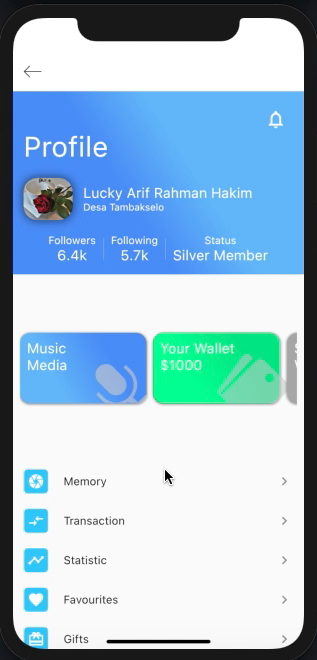 Profile
Lucky Arif Rahman Hakim
Desa Tambakselo
Followers Following Status
6.4k 5.7k Silver Member
Music
Media
Your Wallet
$1000
Memory
Transaction
Statistic
Favourites
Gifts